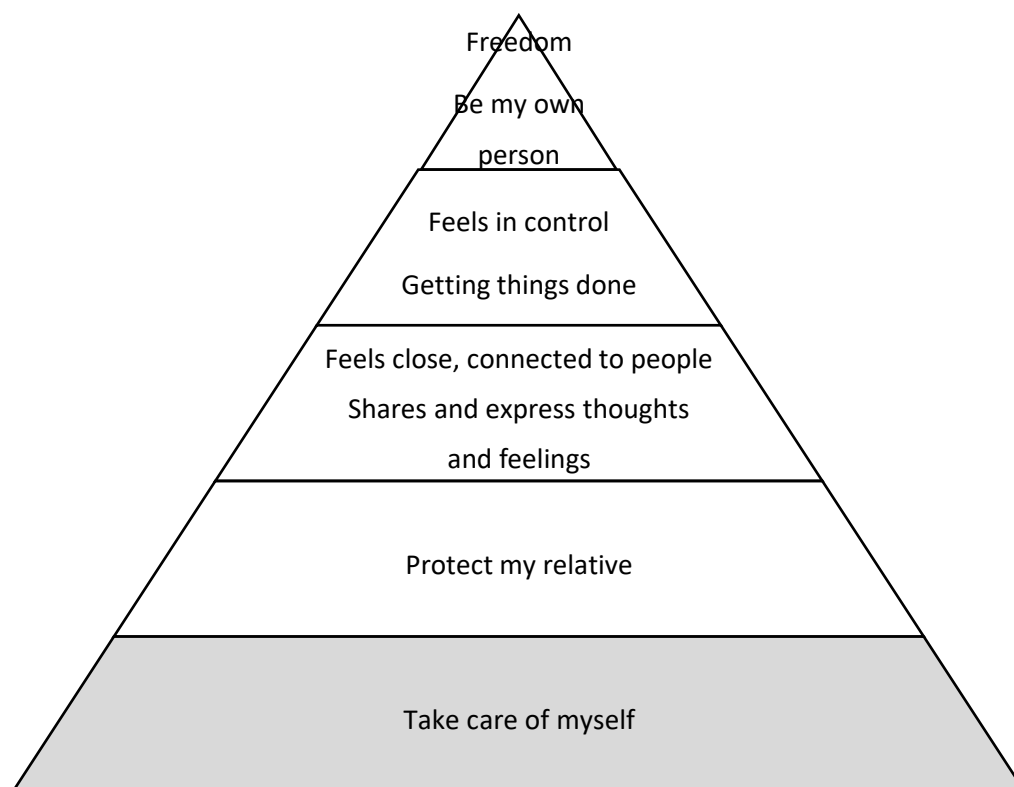 Freedom
Be my own
person
Feels in control
Getting things done
Feels close, connected to people
Shares and express thoughts
and feelings
Protect my relative
Take care of myself